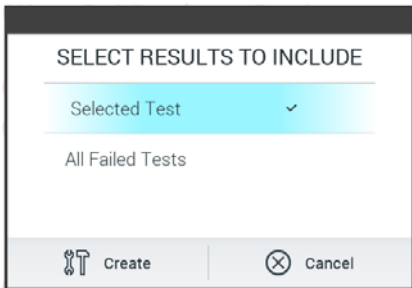 SELECT RESULTS TO INCLUDE
Selected Test
All Failed Tests
Create Cancel